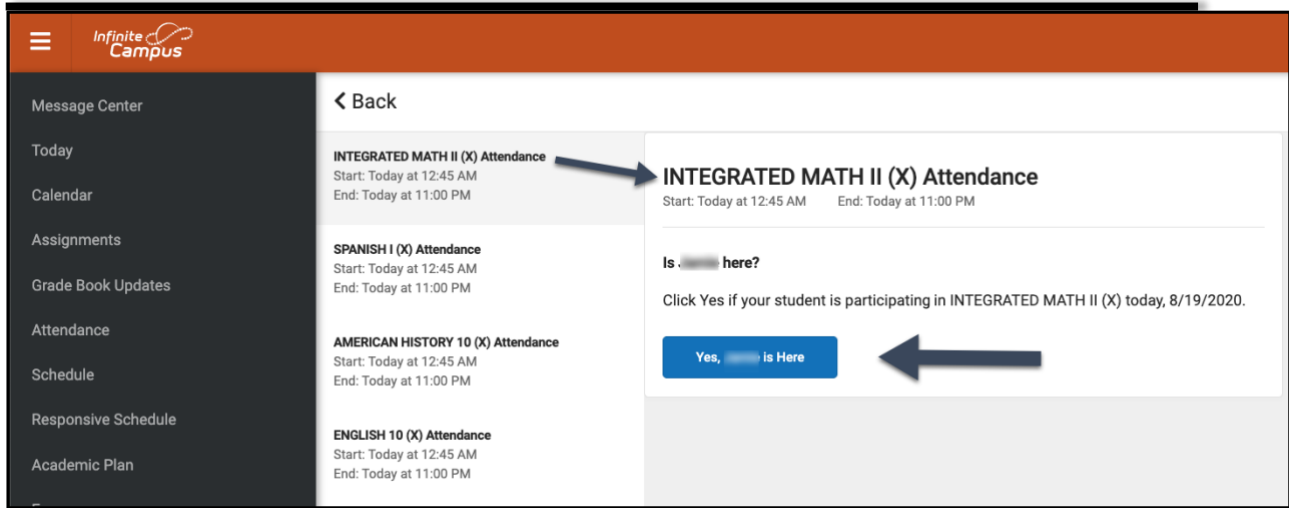 Infinite
Campus
Message Center
Today
Calendar
Assignments
Grade Book Updates
Attendance
Schedule
Responsive Schedule
Academic Plan
Back
INTEGRATED MATH II (X) Attendance
Start: Today at 12:45 AM
End: Today at 11:00 PM
SPANISH I (X) Attendance
Start: Today at 12:45 AM
End: Today at 11:00 PM
AMERICAN HISTORY 10 (X) Attendance
Start: Today at 12:45 AM
End: Today at 11:00 PM
ENGLISH 10 (X) Attendance
Start: Today at 12:45 AM
End: Today at 11:00 PM
INTEGRATED MATH II (X) Attendance
Start: Today at 12:45 AM End: Today at 11:00 PM
Is here?
Click Yes if your student is participating in INTEGRATED MATH II (X) today, 8/19/2020.
Yes, is Here